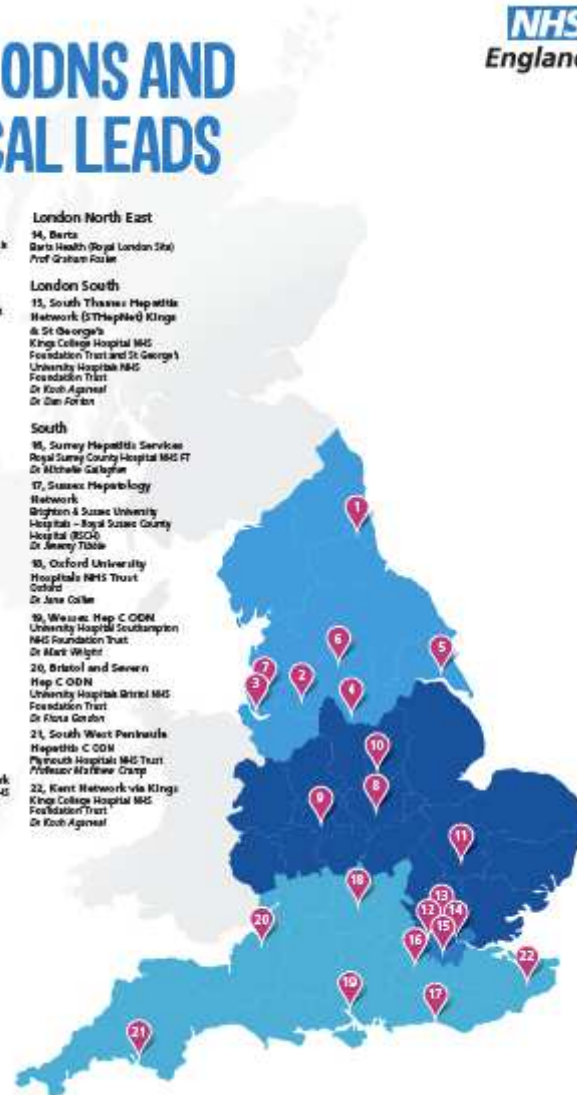 ODNS AND
CAL LEADS
NHS
England
London North East
14, Barts
Barts Health (Royal London Site)
Prof Graham Foster
London South
15, South Thames Hepatitis
Network (STHepNet) Kings
& St George's
Kings College Hospital NHS
Foundation Trust and St George's
University Hospitals NHS
Foundation Trust
Dr Kosh Agarwal
Dr Dan Forton
South
16, Surrey Hepatitis Services
Royal Surrey County Hospital NHS FT
Dr Michelle Gallagher
17, Sussex Hepatology
Network
Brighton & Sussex University
Hospitals – Royal Sussex County
Hospital (RSCH)
Dr Jeremy Tibble
18, Oxford University
Hospitals NHS Trust
Oxford
Dr Jane Collier
19, Wessex Hep C ODN
University Hospital Southampton
NHS Foundation Trust
Dr Mark Wright
20, Bristol and Severn
Hep C ODN
University Hospitals Bristol NHS
Foundation Trust
Dr Fiona Gordon
21, South West Peninsula
Hepatitis C ODN
Plymouth Hospitals NHS Trust
Professor Matthew Cramp
22, Kent Network via Kings
Kings College Hospital NHS
Foundation Trust
Dr Kosh Agarwal
1
6
5
7
2
3
4
10
8
9
11
18
13
12
14
15
20
16
22
19
17
21